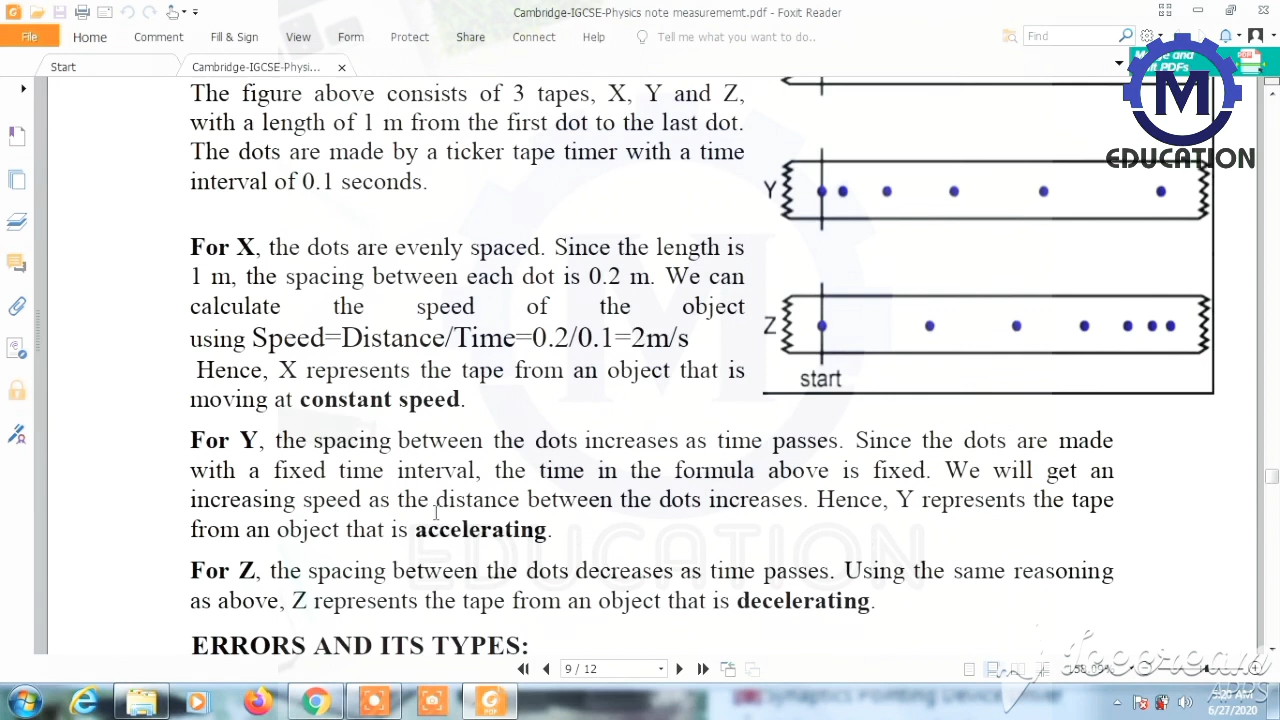 Cambridge-IGCSE-Physics note measurememt.pdf - Foxit Reader
File Home Comment Fill & Sign View Form Protect Share Connect Help Tell me what you want to do.. Find
Start Cambridge-IGCSE-Physi...
M
EDUCATION
The figure above consists of 3 tapes, X, Y and Z,
with a length of 1 m from the first dot to the last dot.
The dots are made by a ticker tape timer with a time
interval of 0.1 seconds.
Y
For X, the dots are evenly spaced. Since the length is
1 m, the spacing between each dot is 0.2 m. We can
calculate the speed of the object
using Speed=Distance/Time=0.2/0.1=2m/s
Hence, X represents the tape from an object that is
moving at constant speed.
Z
start
For Y, the spacing between the dots increases as time passes. Since the dots are made
with a fixed time interval, the time in the formula above is fixed. We will get an
increasing speed as the distance between the dots increases. Hence, Y represents the tape
from an object that is accelerating.
For Z, the spacing between the dots decreases as time passes. Using the same reasoning
as above, Z represents the tape from an object that is decelerating.
ERRORS AND ITS TYPES:
EDUCATION
9 / 12
APPS
5:20 AM
6/27/2020